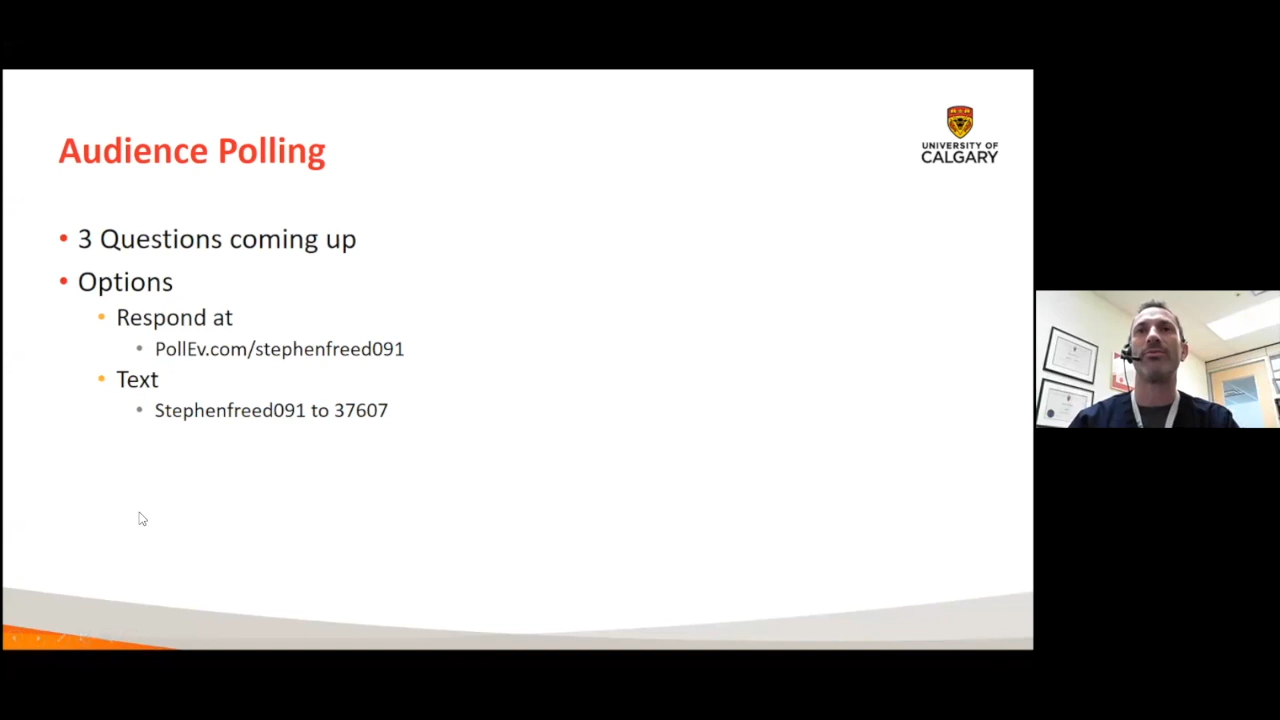 Audience Polling
UNIVERSITY OF
CALGARY
• 3 Questions coming up
• Options
• Respond at
• PollEv.com/stephenfreed091
• Text
• Stephenfreed091 to 37607